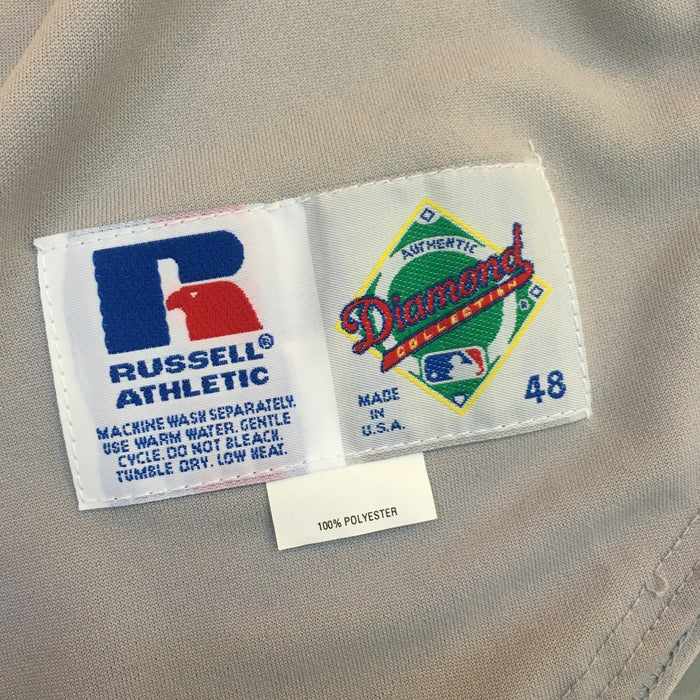 RUSSELL®
ATHLETIC
MACHINE WASH SEPARATELY.
USE WARM WATER. GENTLE
CYCLE. DO NOT BLEACH.
TUMBLE DRY. LOW HEAT.
AUTHENTIC
Diamond
COLLECTION
®
MADE
IN
U.S.A.
48
100% POLYESTER